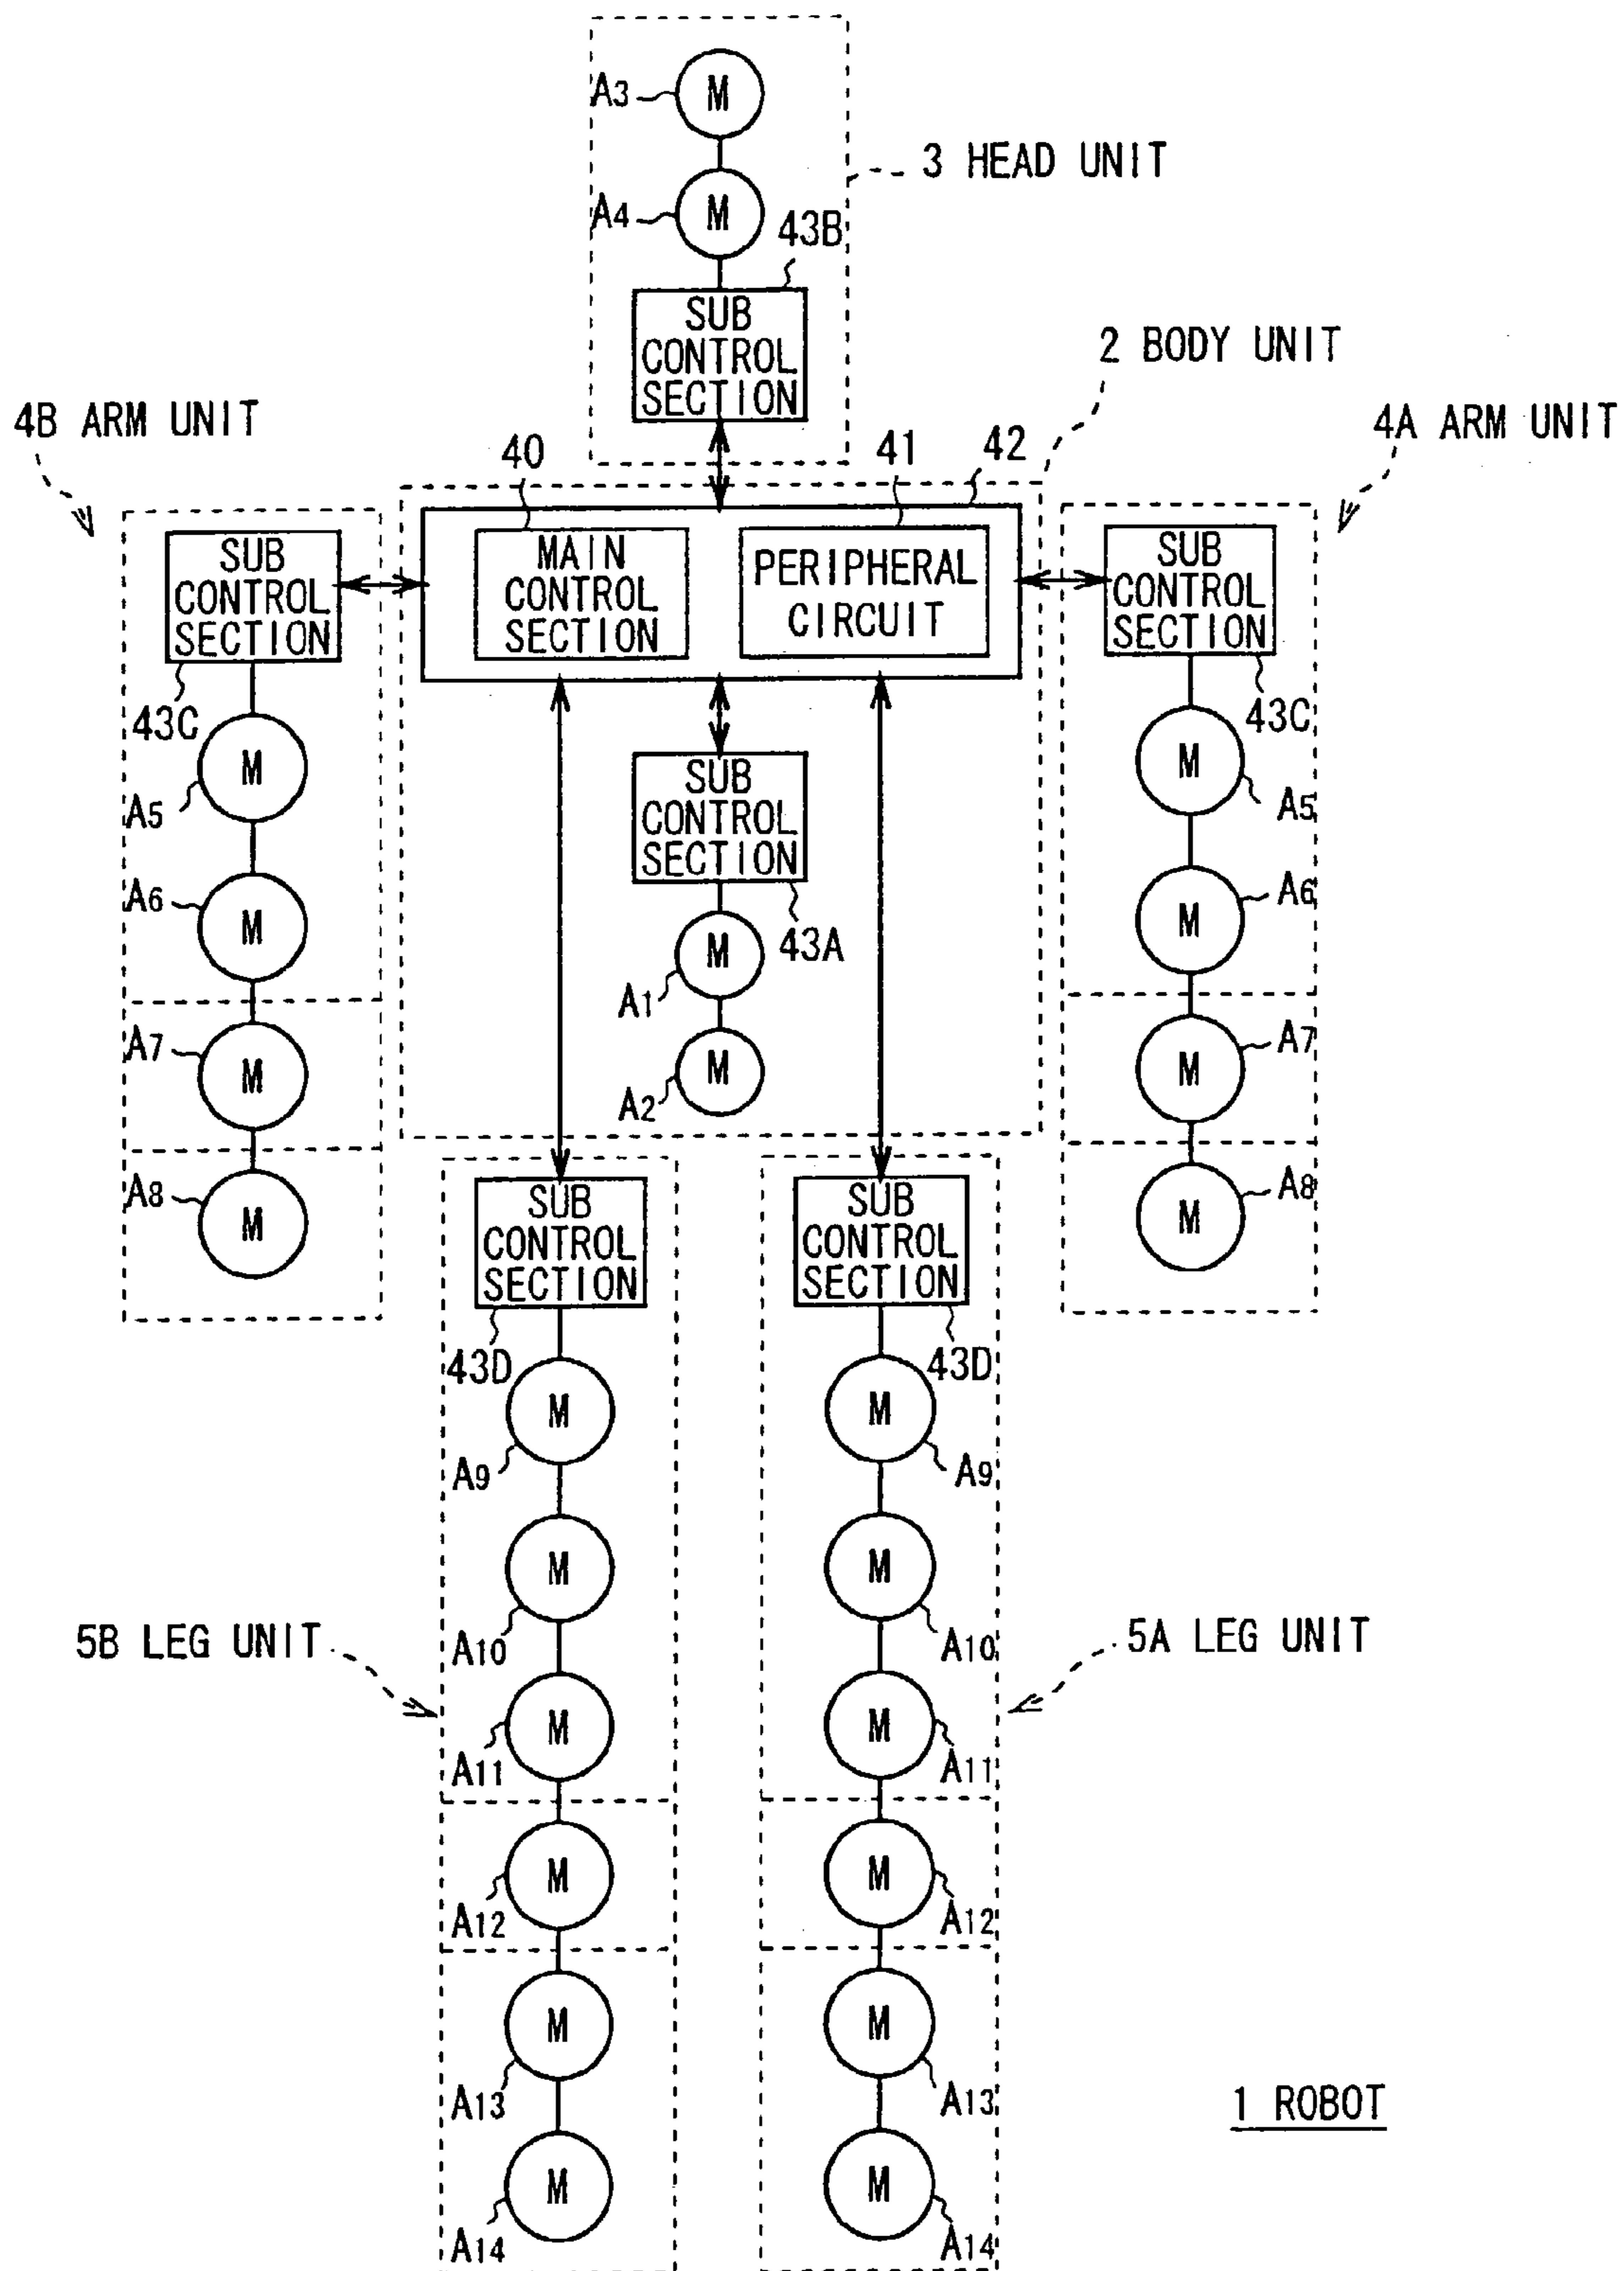 A3
M
3 HEAD UNIT
A4
M
43B
SUB
CONTROL
SECTION
2 BODY UNIT
4B ARM UNIT
4A ARM UNIT
40
41
42
SUB
CONTROL
SECTION
43C
MAIN
CONTROL
SECTION
PERIPHERAL
CIRCUIT
SUB
CONTROL
SECTION
43C
M
A5
M
A6
M
A7
M
A8
SUB
CONTROL
SECTION
43A
M
A1
M
A2
M
A5
M
A6
M
A7
M
A8
SUB
CONTROL
SECTION
43D
M
A9
M
A10
5B LEG UNIT
M
A11
M
A12
M
A13
M
A14
SUB
CONTROL
SECTION
43D
M
A9
M
A10
5A LEG UNIT
M
A11
M
A12
M
A13
M
A14
1 ROBOT